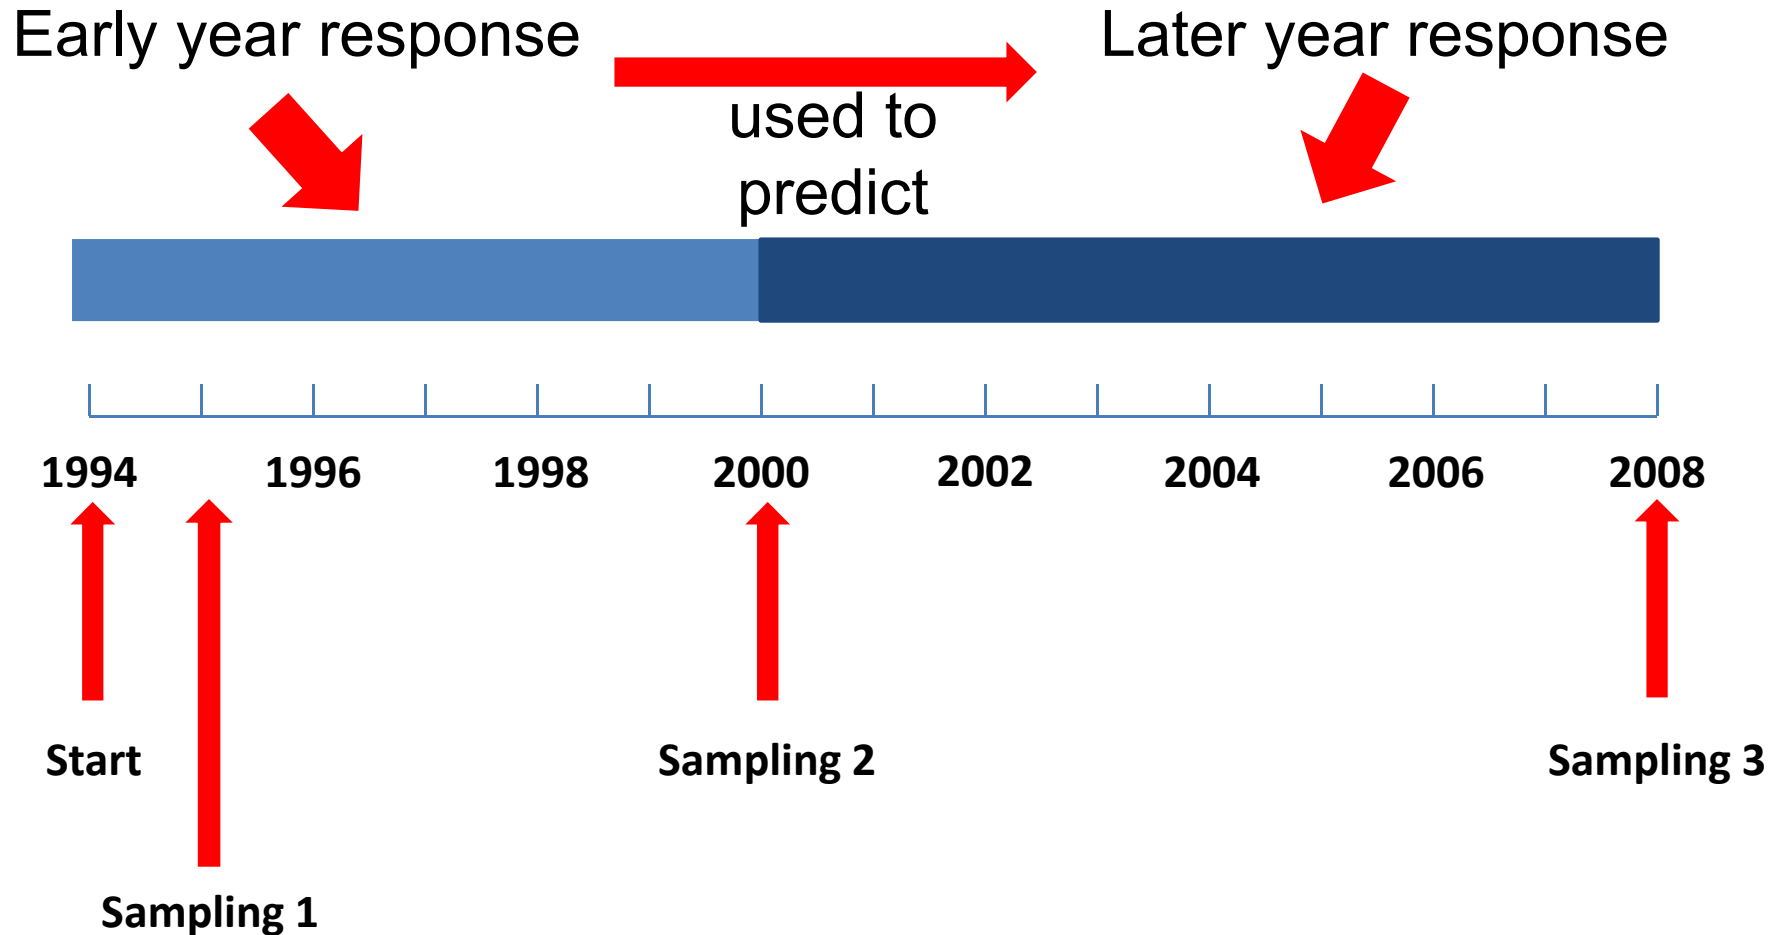 Early year response
Later year response
used to
predict
1994 1996 1998 2000 2002 2004 2006 2008
Start
Sampling 2
Sampling 3
Sampling 1